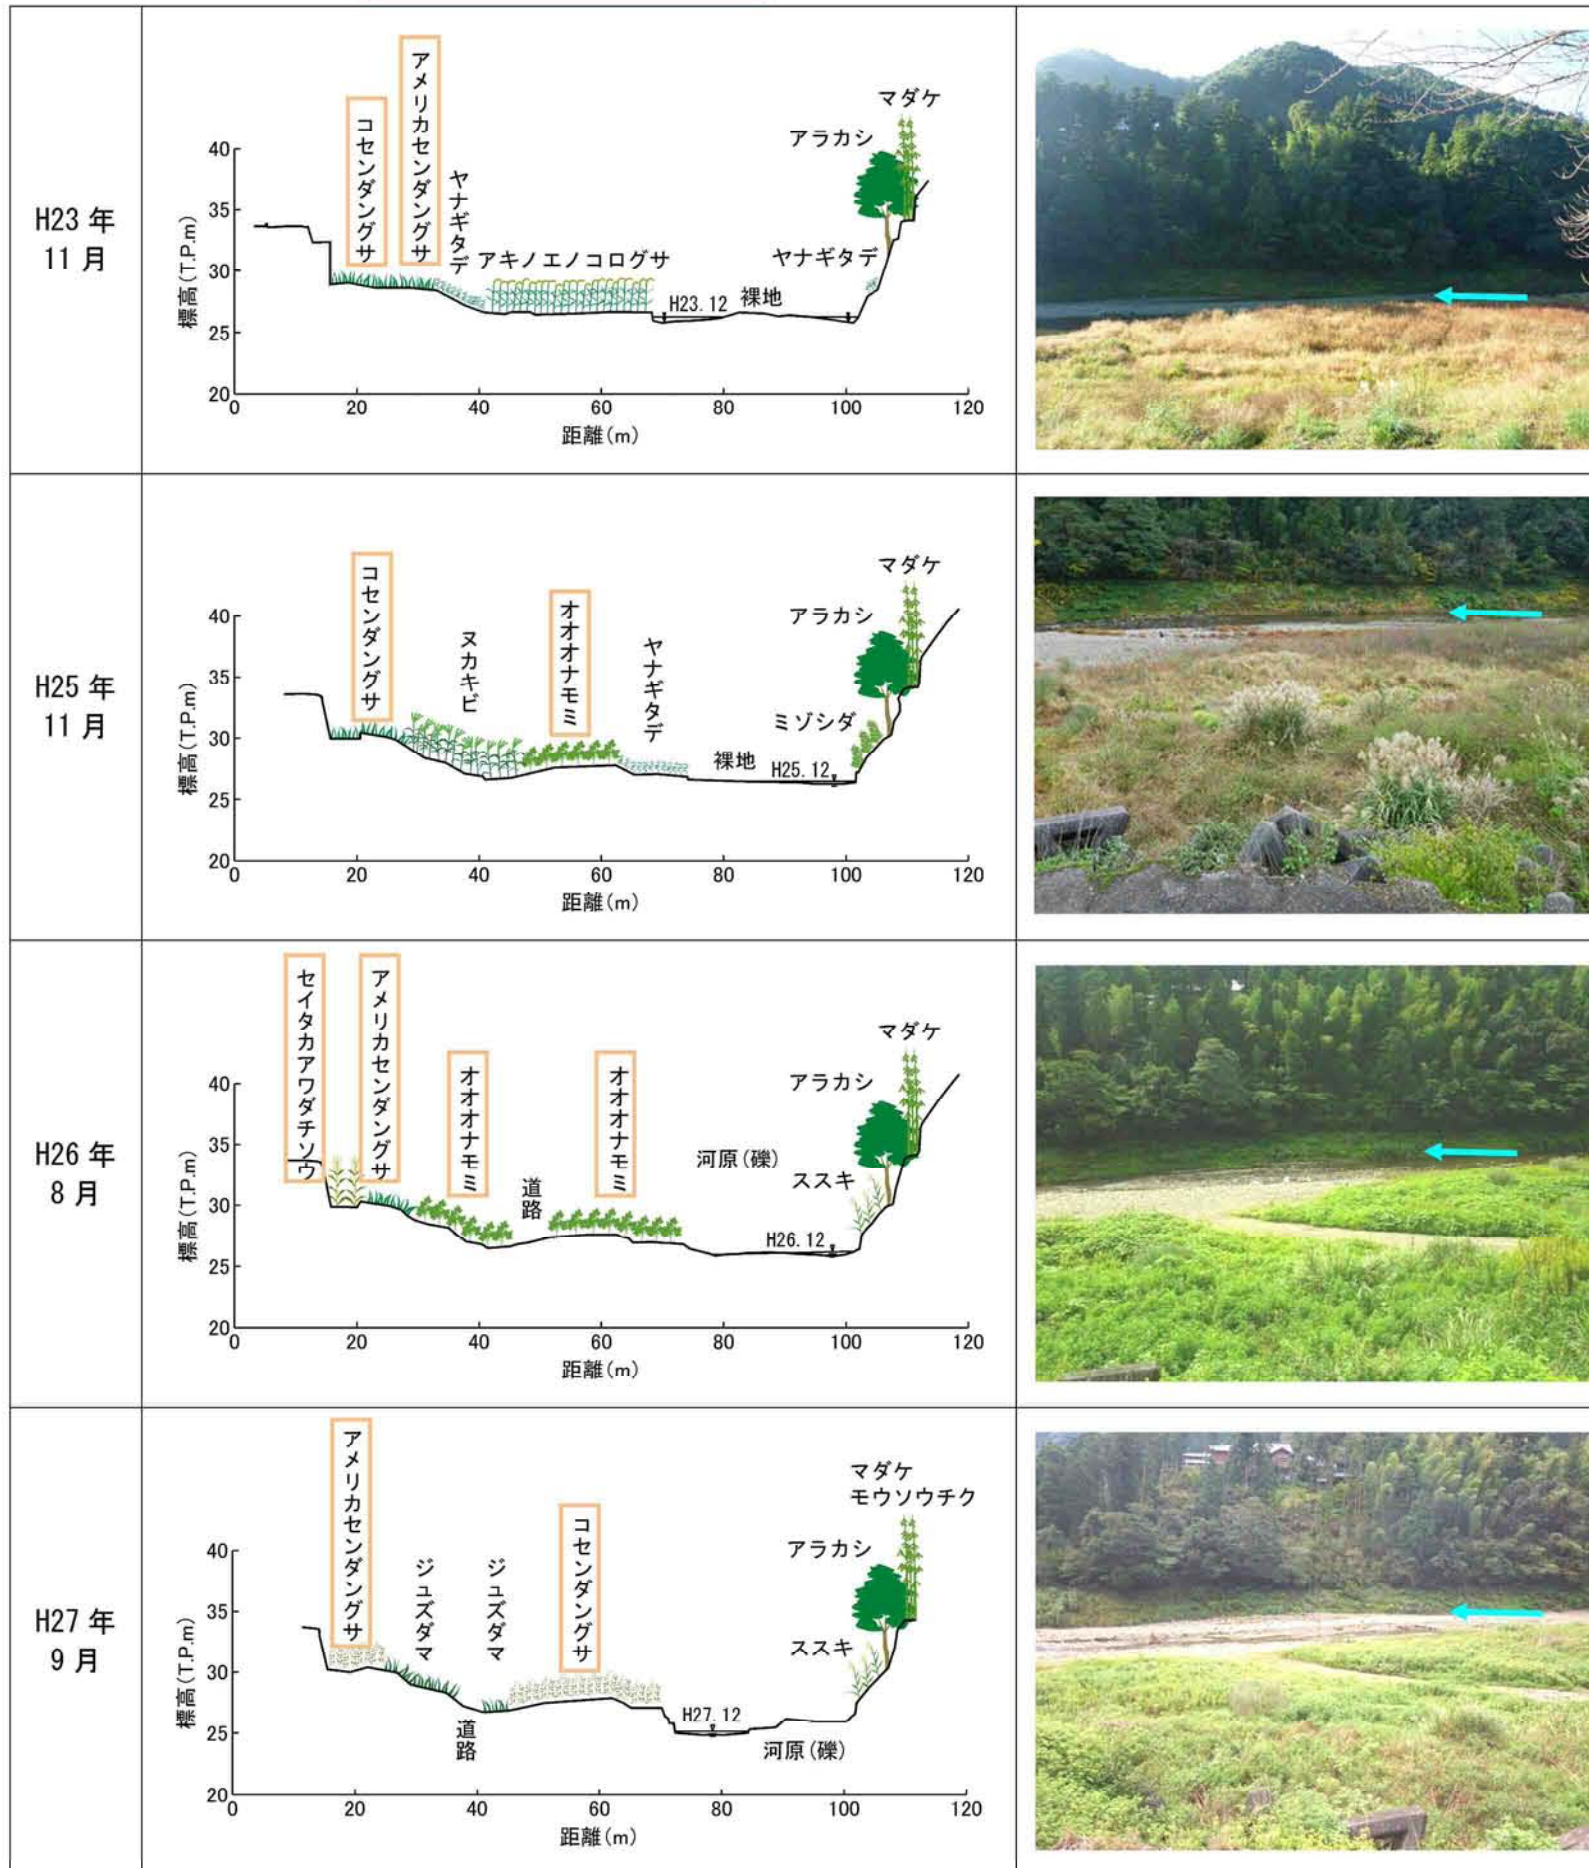 H23 年
11 月
コセンダングサ
アメリカセンダングサ
ヤナギタデ
アキノエノコログサ
H23.12
裸地
ヤナギタデ
アラカシ
マダケ
標高(T.P.m)
40
35
30
25
20
0 20 40 60 80 100 120
距離(m)
H25 年
11 月
コセンダングサ
ヌカキビ
オオオナモミ
ヤナギタデ
裸地
H25.12
ミゾシダ
アラカシ
マダケ
標高(T.P.m)
40
35
30
25
20
0 20 40 60 80 100 120
距離(m)
H26 年
8 月
セイタカアワダチソウ
アメリカセンダングサ
オオオナモミ
道路
オオオナモミ
河原(礫)
H26.12
ススキ
アラカシ
マダケ
標高(T.P.m)
40
35
30
25
20
0 20 40 60 80 100 120
距離(m)
H27 年
9 月
アメリカセンダングサ
ジュズダマ
道路
ジュズダマ
コセンダングサ
H27.12
河原(礫)
ススキ
アラカシ
マダケ
モウソウチク
標高(T.P.m)
40
35
30
25
20
0 20 40 60 80 100 120
距離(m)